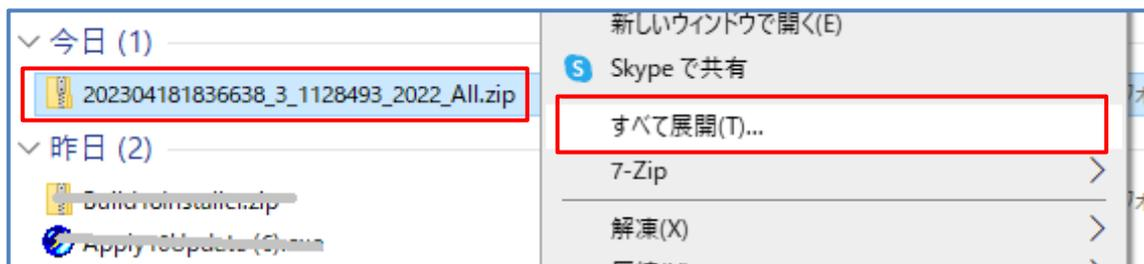 今日 (1)
202304181836638_3_1128493_2022_All.zip
昨日 (2)
新しいウィンドウで開く(E)
Skype で共有
すべて展開(T)...
7-Zip
解凍(X)